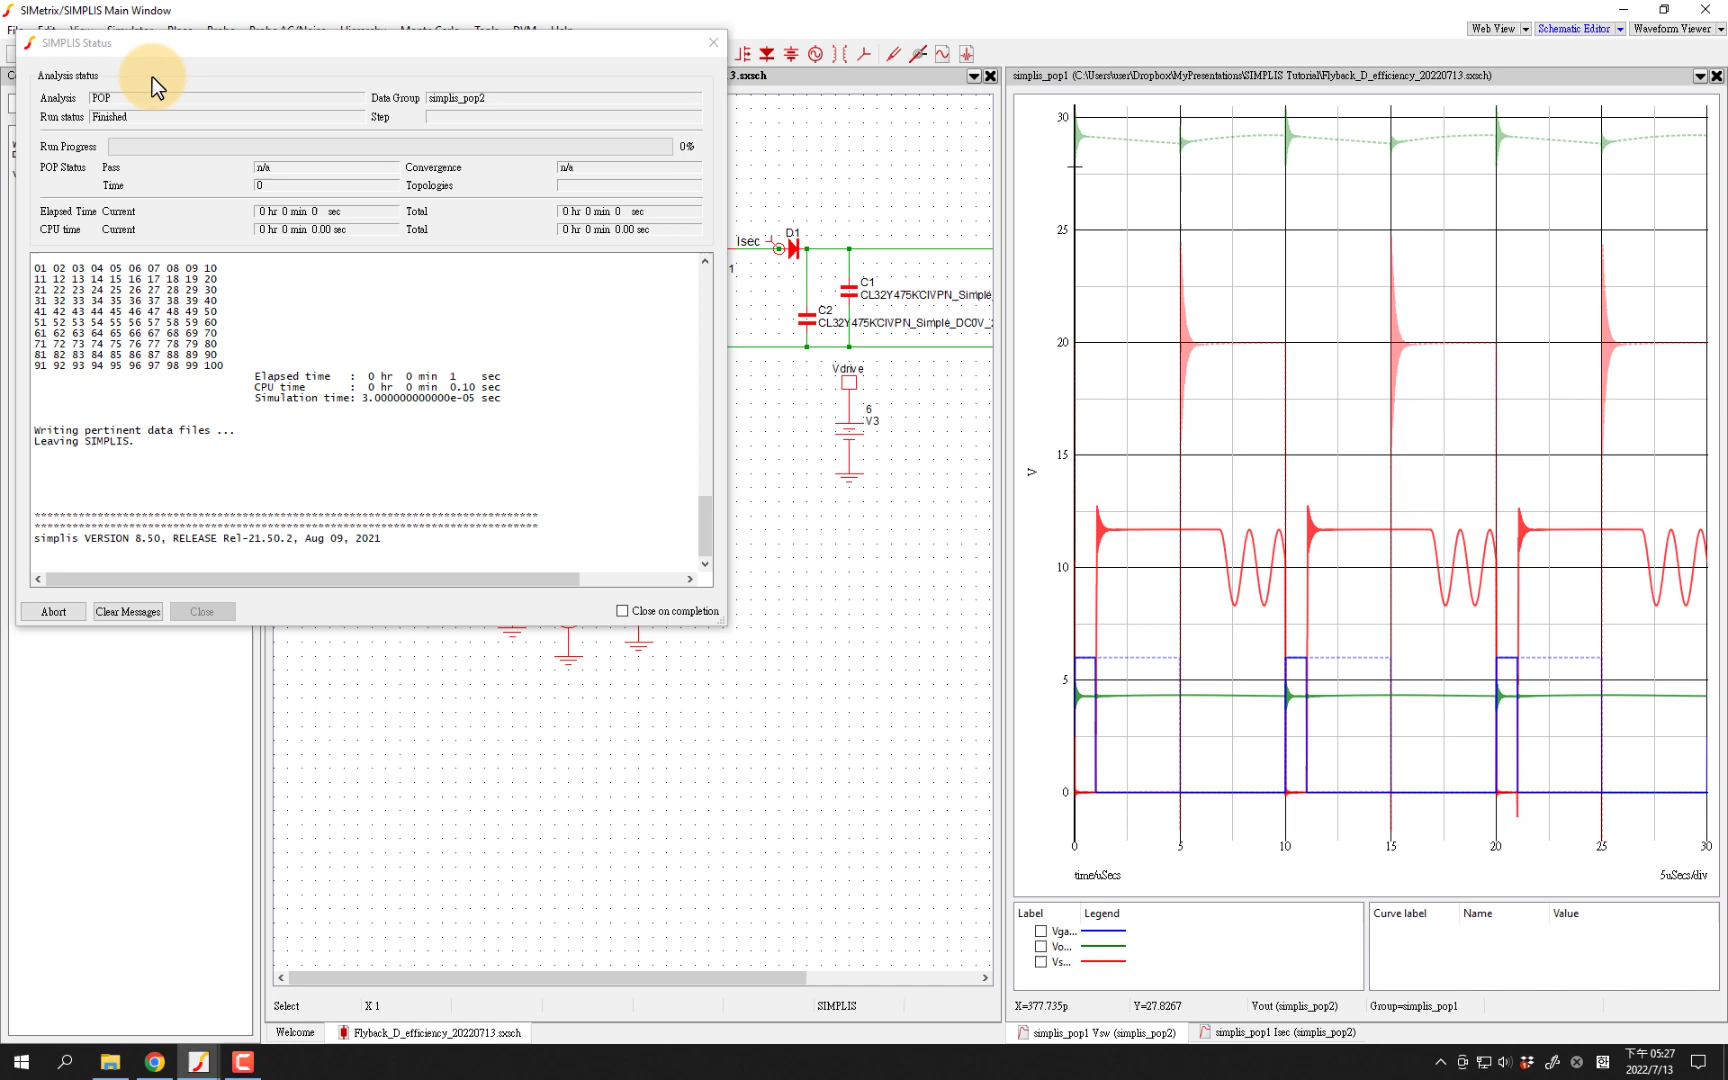 SIMetrix/SIMPLIS Main Window
Web View
Schematic Editor
Waveform Viewer
SIMPLIS Status
3.sxsch
simplis_pop1 (C:\Users\user\Dropbox\MyPresentations\SIMPLIS Tutorial\Flyback_D_efficiency_20220713.sxsch)
Analysis status
Analysis POP Data Group simplis_pop2
Run status Finished Step
Run Progress 0%
POP Status Pass n/a Convergence n/a
Time 0 Topologies
Elapsed Time Current 0 hr 0 min 0 sec Total 0 hr 0 min 0 sec
CPU time Current 0 hr 0 min 0.00 sec Total 0 hr 0 min 0.00 sec
01 02 03 04 05 06 07 08 09 10
11 12 13 14 15 16 17 18 19 20
21 22 23 24 25 26 27 28 29 30
31 32 33 34 35 36 37 38 39 40
41 42 43 44 45 46 47 48 49 50
51 52 53 54 55 56 57 58 59 60
61 62 63 64 65 66 67 68 69 70
71 72 73 74 75 76 77 78 79 80
81 82 83 84 85 86 87 88 89 90
91 92 93 94 95 96 97 98 99 100
Elapsed time : 0 hr 0 min 1 sec
CPU time : 0 hr 0 min 0.10 sec
Simulation time: 3.000000000000e-05 sec
Writing pertinent data files ...
Leaving SIMPLIS.
simplis VERSION 8.50, RELEASE Rel-21.50.2, Aug 09, 2021
Abort
Clear Messages
Close
Close on completion
Isec
D1
1
C1
CL32Y475KCIVPN_Simple
C2
CL32Y475KCIVPN_Simple_DC0V_
Vdrive
6
V3
30
25
20
15
10
5
0
V
0 5 10 15 20 25 30
time/uSecs
5uSecs/div
Label Legend
Vga...
Vo...
Vs...
Curve label Name Value
Select X 1 SIMPLIS
X=377.735p Y=27.8267 Vout (simplis_pop2) Group=simplis_pop1
Welcome
Flyback_D_efficiency_20220713.sxsch
simplis_pop1 Vsw (simplis_pop2)
simplis_pop1 Isec (simplis_pop2)
下午 05:27
2022/7/13